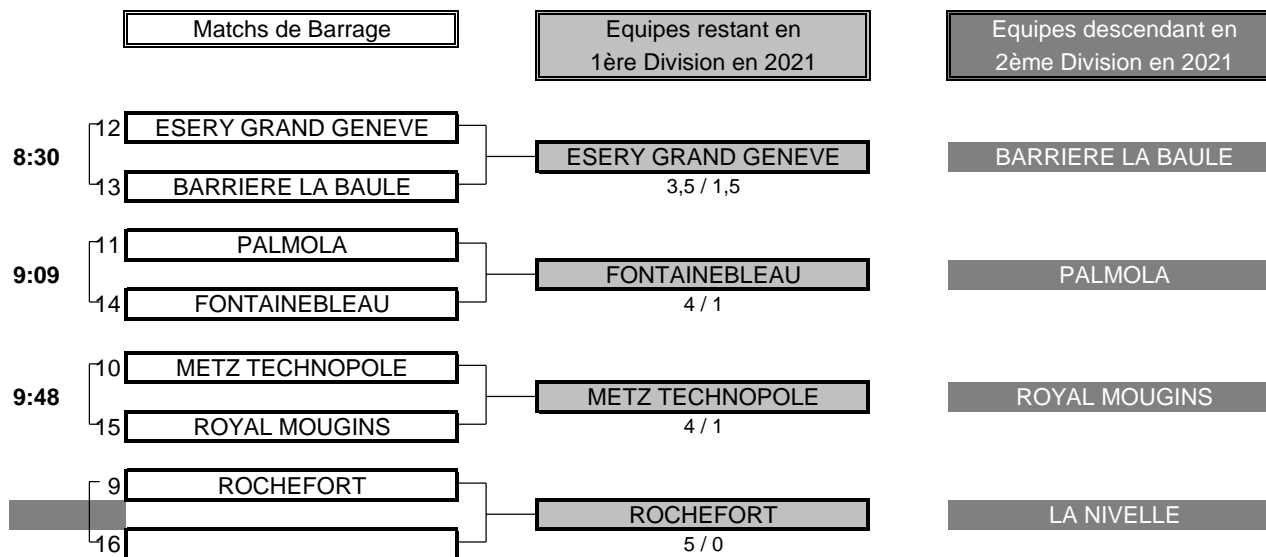 Matchs de Barrage
Equipes restant en
1ère Division en 2021
Equipes descendant en
2ème Division en 2021
12 ESERY GRAND GENEVE
8:30 ESERY GRAND GENEVE BARRIERE LA BAULE
13 BARRIERE LA BAULE 3,5 / 1,5
11 PALMOLA
9:09 FONTAINEBLEAU PALMOLA
14 FONTAINEBLEAU 4 / 1
10 METZ TECHNOPOLE
9:48 METZ TECHNOPOLE ROYAL MOUGINS
15 ROYAL MOUGINS 4 / 1
9 ROCHEFORT
ROCHEFORT LA NIVELLE
16 5 / 0